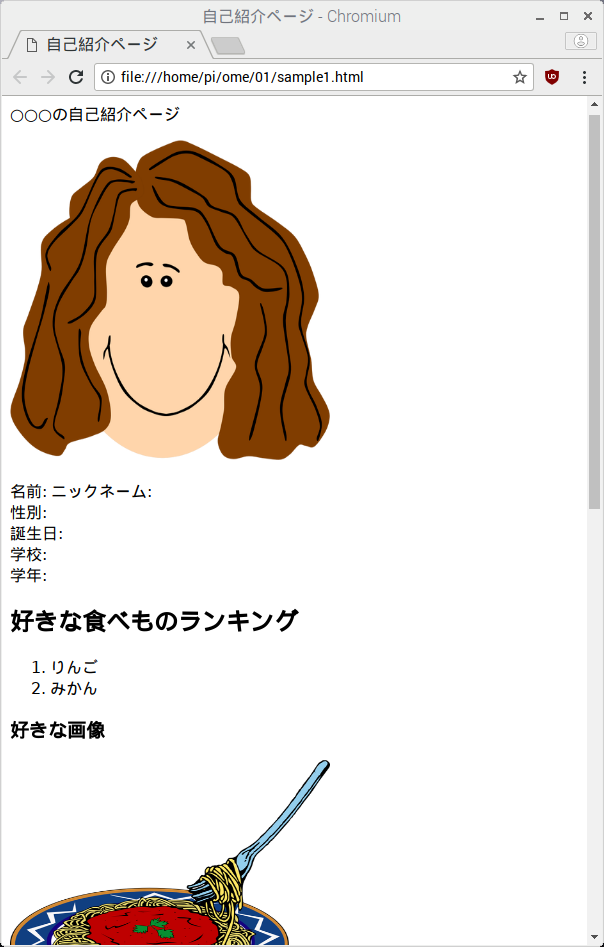 自己紹介ページ - Chromium
自己紹介ページ
file:///home/pi/ome/01/sample1.html
○○○の自己紹介ページ
名前: ニックネーム:
性別:
誕生日:
学校:
学年:
好きな食べものランキング
1. りんご
2. みかん
好きな画像